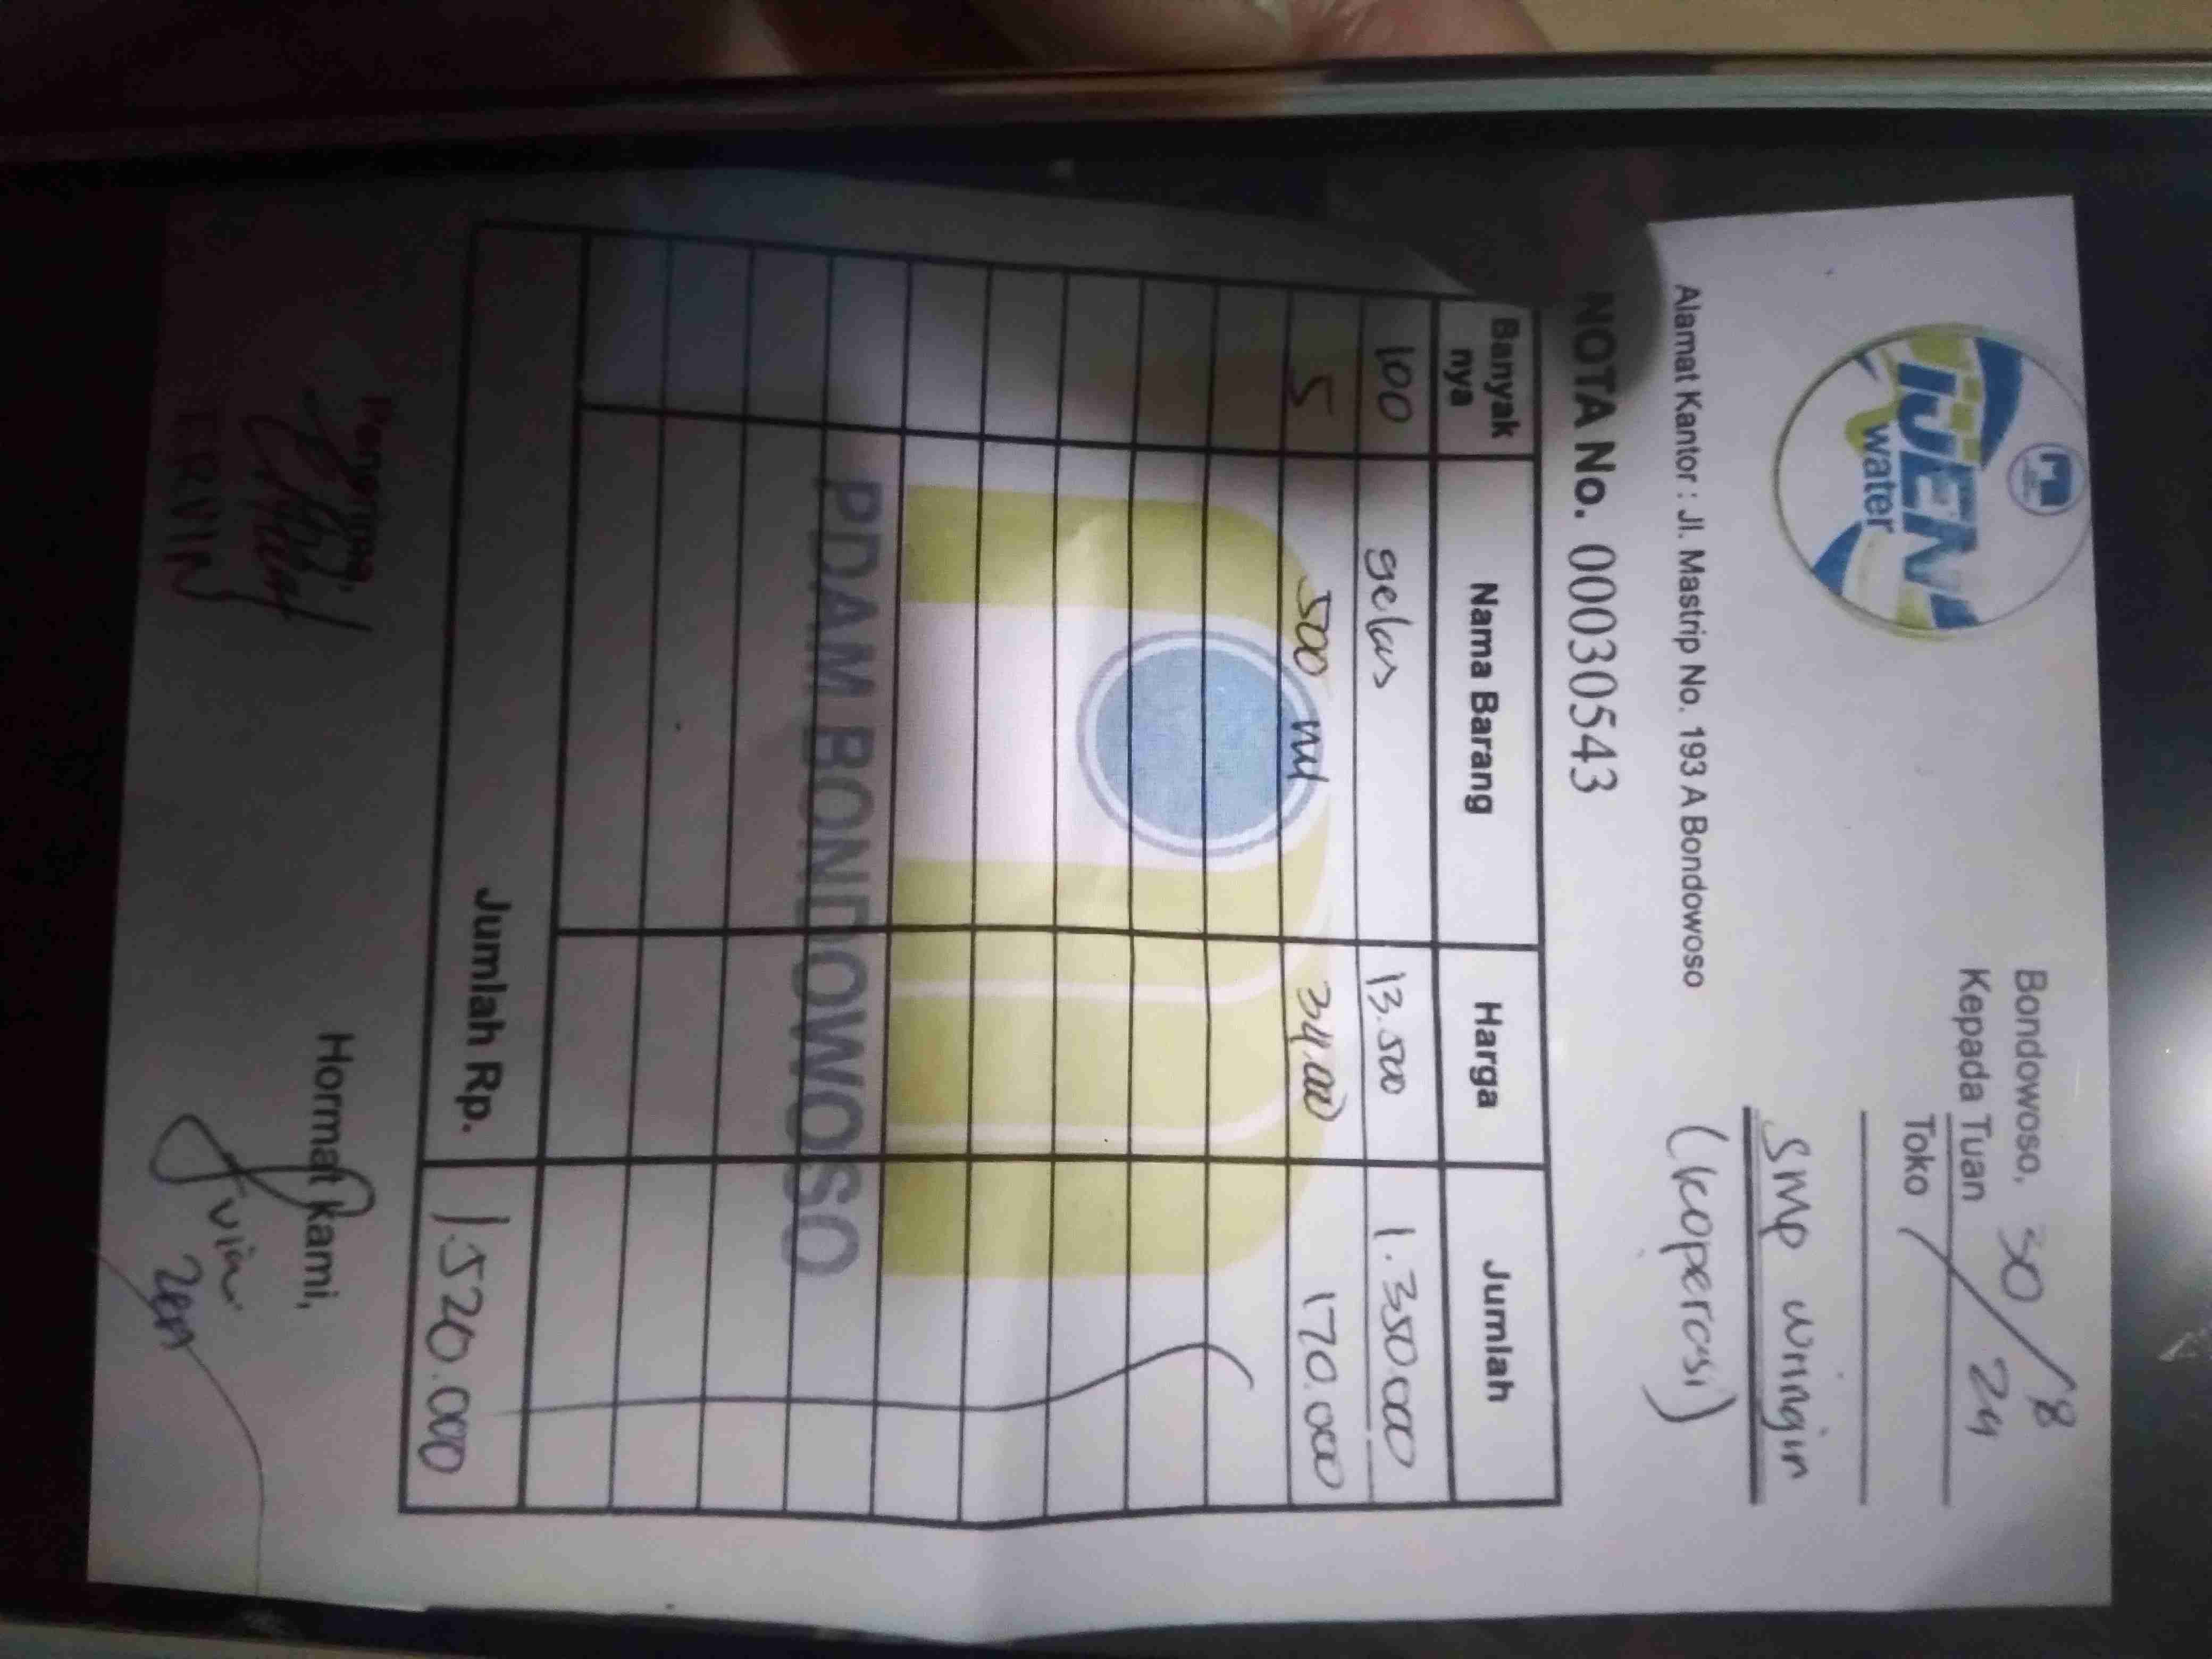 IJEN
water
Bondowoso, 30/8 24
Kepada Tuan
Toko
SMP wringin
(koperasi)
Alamat Kantor : Jl. Mastrip No. 193 A Bondowoso
NOTA No. 00030543
Banyak nya Nama Barang Harga Jumlah
100 gelas 13.500 1.350.000
5 500 ml 34.000 170.000
PDAM BONDOWOSO
Jumlah Rp. 1.520.000
Penerima, Hormat kami,
ERVIN Vian